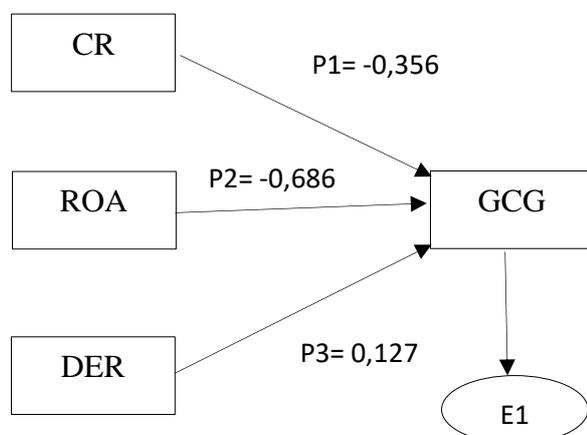 CR
P1= -0,356
P2= -0,686
ROA
GCG
P3= 0,127
DER
E1